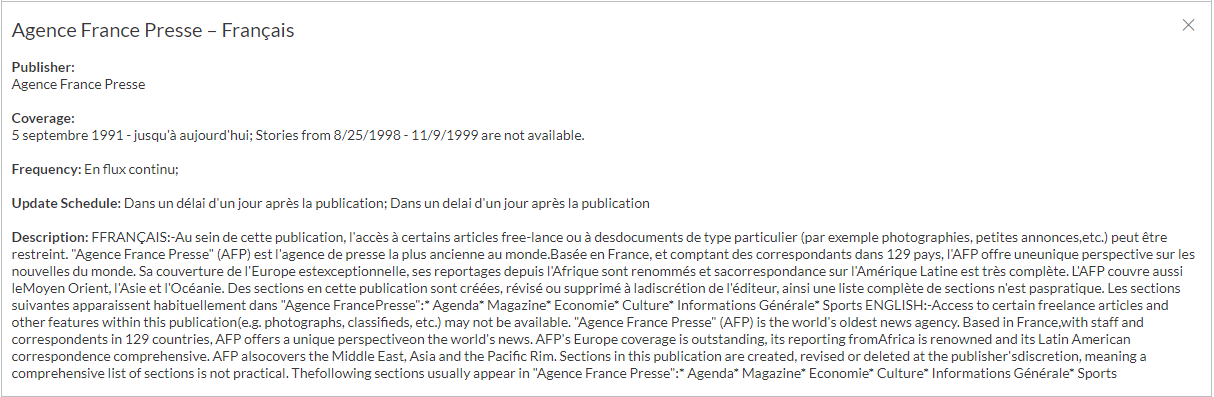 Agence France Presse – Français
Publisher:
Agence France Presse
Coverage:
5 septembre 1991 - jusqu'à aujourd'hui; Stories from 8/25/1998 - 11/9/1999 are not available.
Frequency: En flux continu;
Update Schedule: Dans un délai d'un jour après la publication; Dans un delai d'un jour après la publication
Description: FFRANÇAIS:-Au sein de cette publication, l'accès à certains articles free-lance ou à desdocuments de type particulier (par exemple photographies, petites annonces,etc.) peut être
restreint. "Agence France Presse" (AFP) est l'agence de presse la plus ancienne au monde.Basée en France, et comptant des correspondants dans 129 pays, l'AFP offre uneunique perspective sur les
nouvelles du monde. Sa couverture de l'Europe estexceptionnelle, ses reportages depuis l'Afrique sont renommés et sacorrespondance sur l'Amérique Latine est très complète. L'AFP couvre aussi
leMoyen Orient, l'Asie et l'Océanie. Des sections en cette publication sont créées, révisé ou supprimé à ladiscrétion de l'éditeur, ainsi une liste complète de sections n'est paspratique. Les sections
suivantes apparaissent habituellement dans "Agence FrancePresse":* Agenda* Magazine* Economie* Culture* Informations Générale* Sports ENGLISH:-Access to certain freelance articles and
other features within this publication(e.g. photographs, classifieds, etc.) may not be available. "Agence France Presse" (AFP) is the world's oldest news agency. Based in France,with staff and
correspondents in 129 countries, AFP offers a unique perspectiveon the world's news. AFP's Europe coverage is outstanding, its reporting fromAfrica is renowned and its Latin American
correspondence comprehensive. AFP alsocovers the Middle East, Asia and the Pacific Rim. Sections in this publication are created, revised or deleted at the publisher'sdiscretion, meaning a
comprehensive list of sections is not practical. Thefollowing sections usually appear in "Agence France Presse":* Agenda* Magazine* Economie* Culture* Informations Générale* Sports